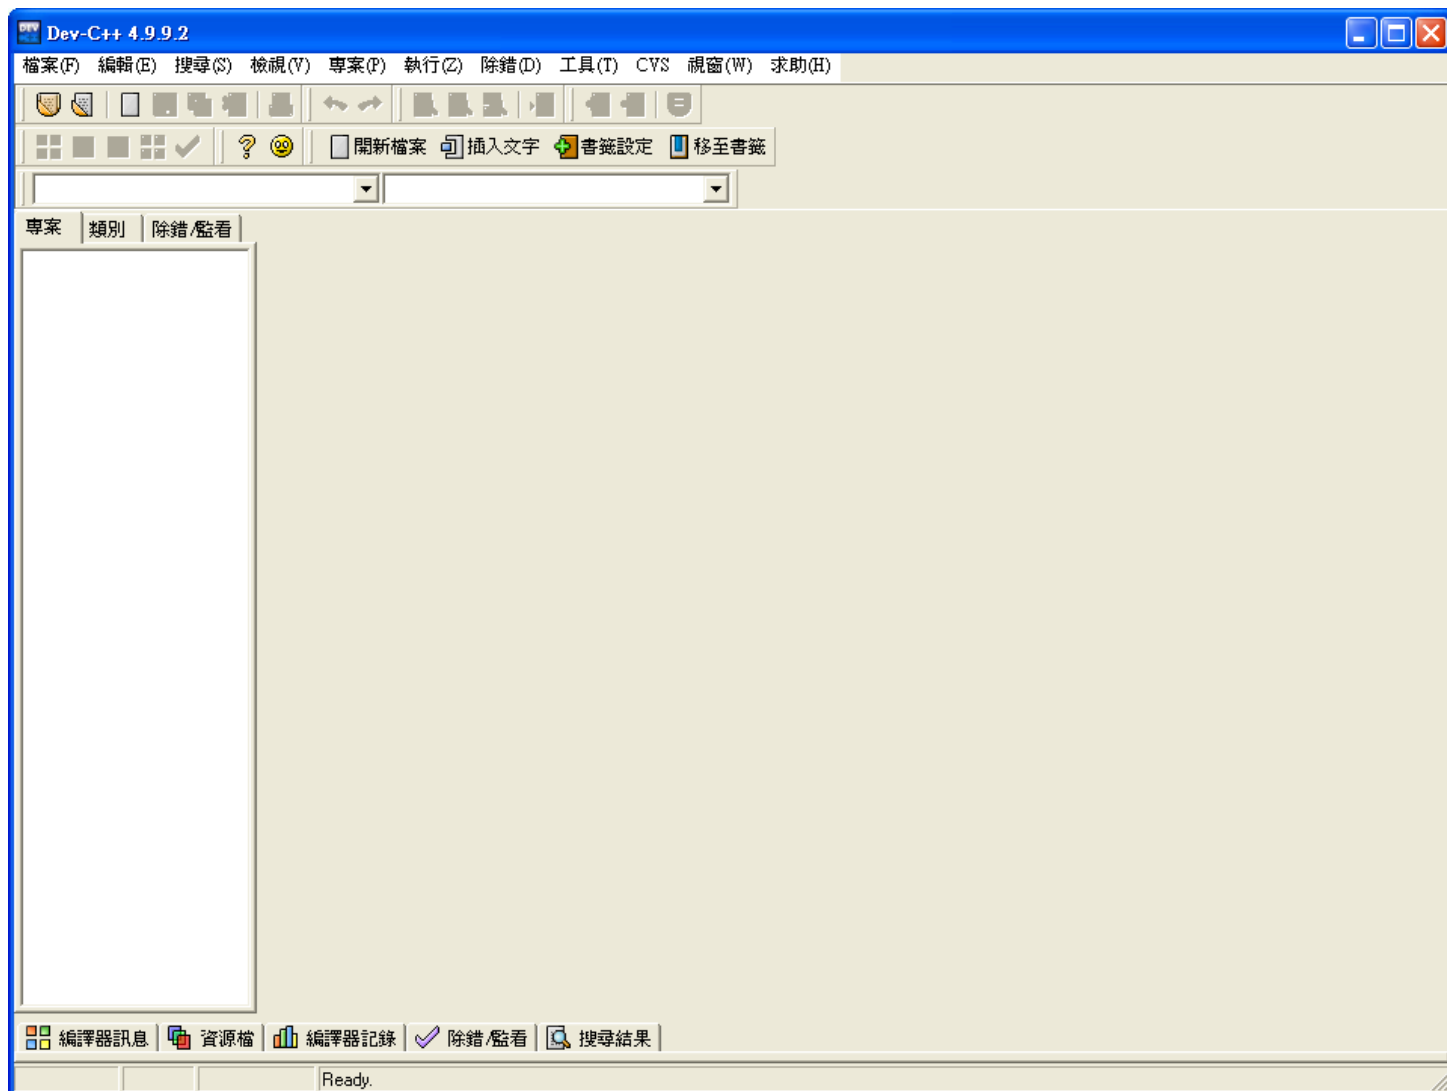 Dev-C++ 4.9.9.2
檔案(F) 編輯(E) 搜尋(S) 檢視(V) 專案(P) 執行(Z) 除錯(D) 工具(T) CVS 視窗(W) 求助(H)
開新檔案 插入文字 書籤設定 移至書籤
專案 類別 除錯/監看
編譯器訊息 資源檔 編譯器記錄 除錯/監看 搜尋結果
Ready.